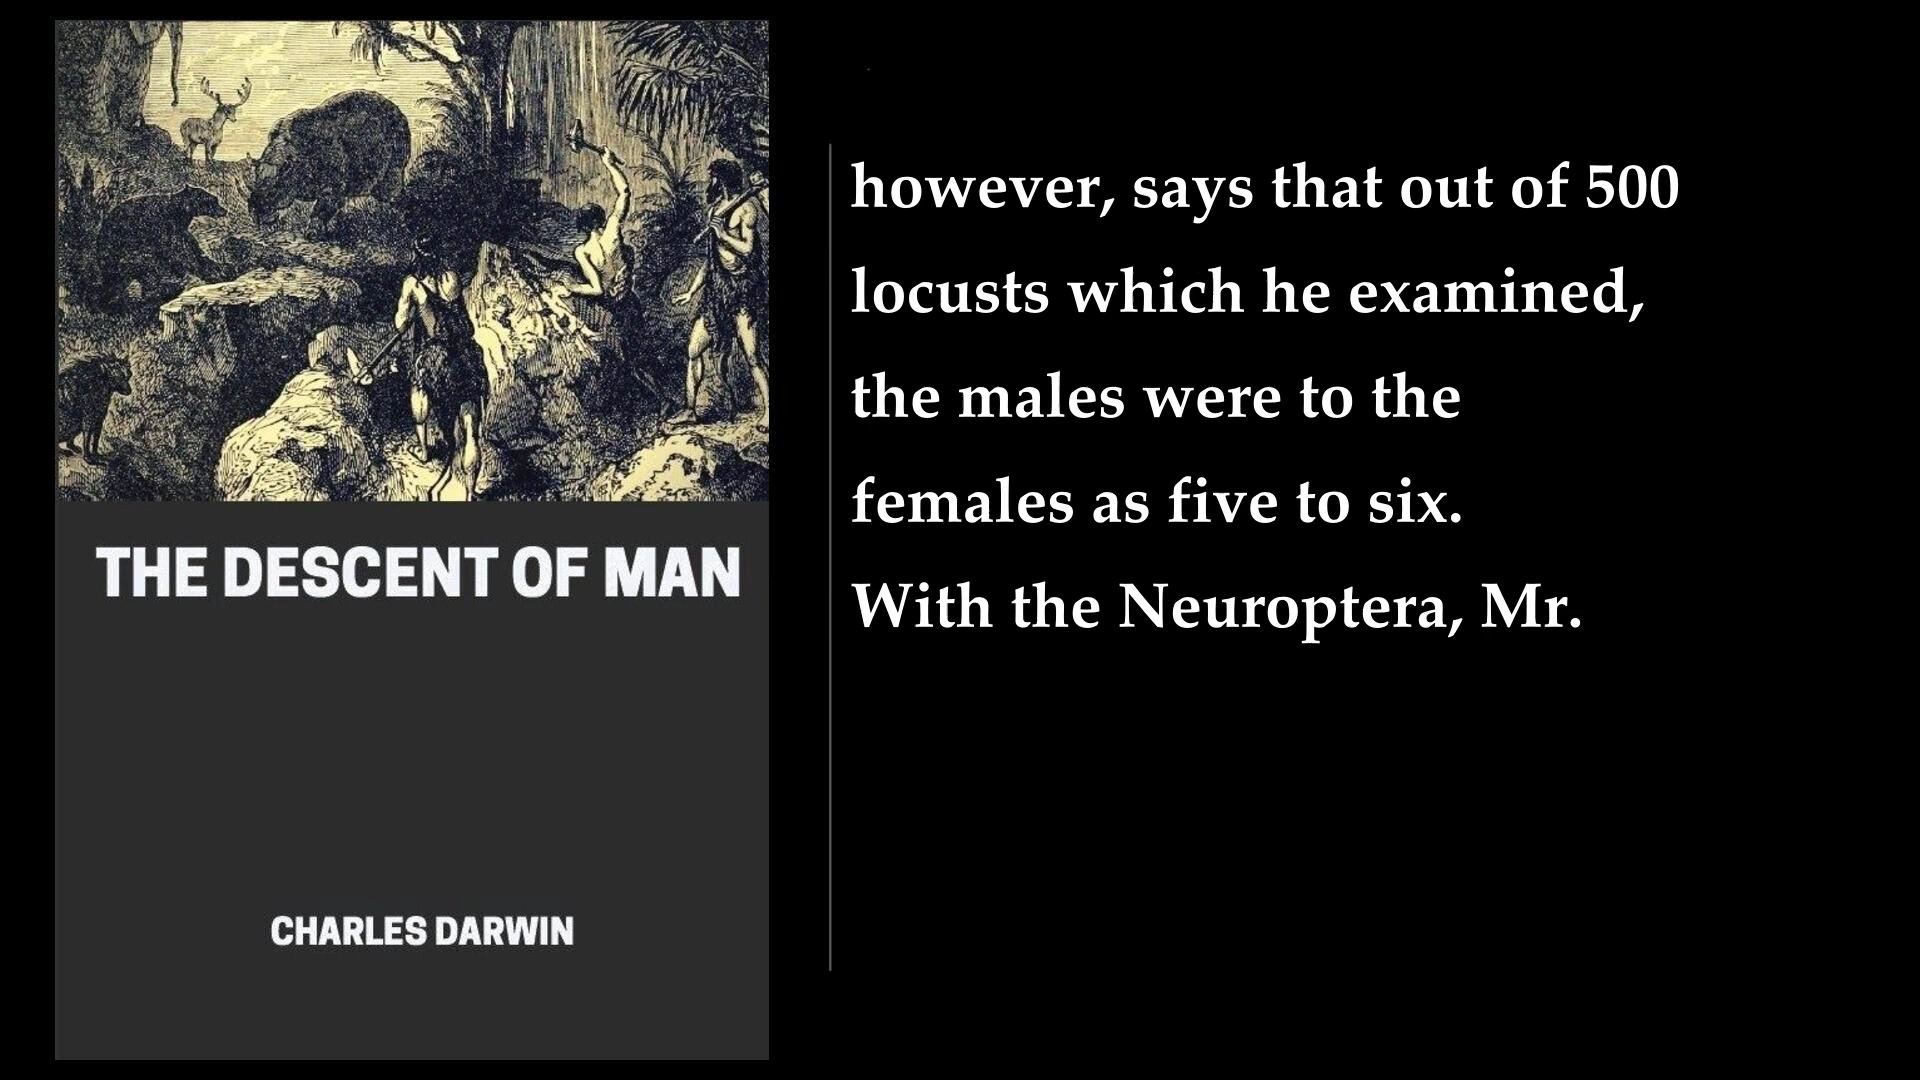 THE DESCENT OF MAN
CHARLES DARWIN
however, says that out of 500
locusts which he examined,
the males were to the
females as five to six.
With the Neuroptera, Mr.